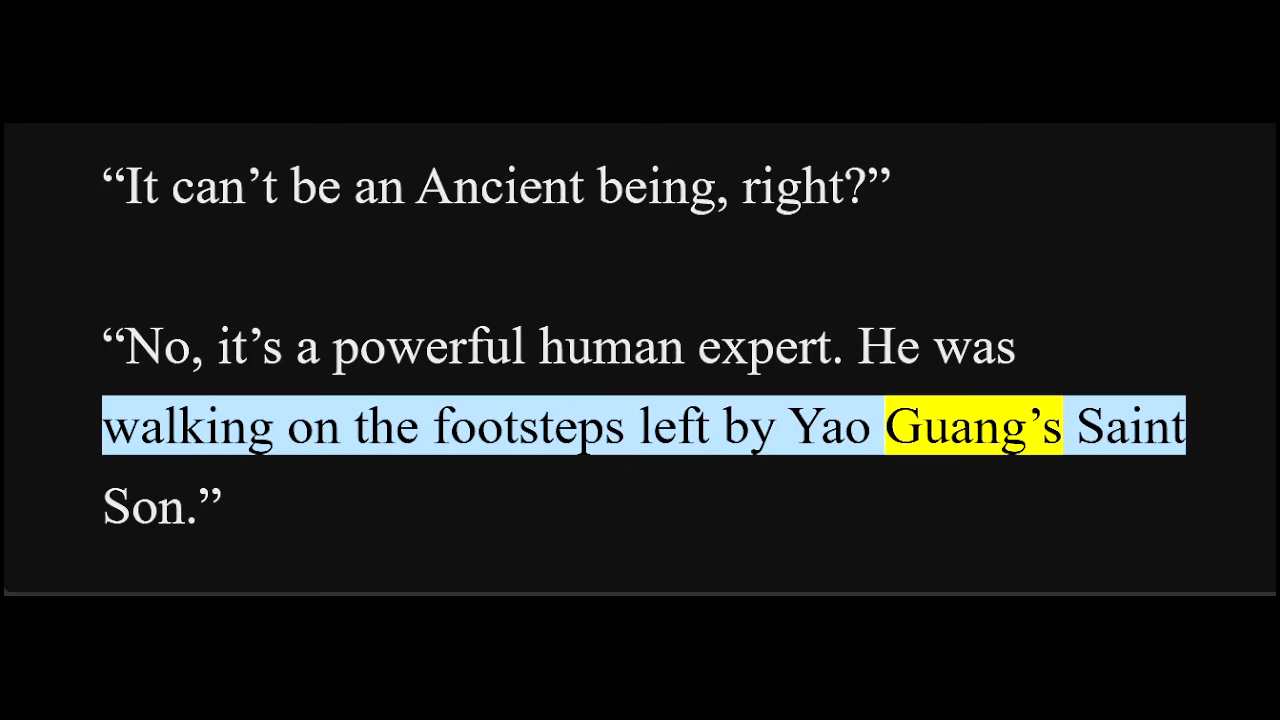 “It can’t be an Ancient being, right?”
“No, it’s a powerful human expert. He was
walking on the footsteps left by Yao Guang’s Saint
Son.”